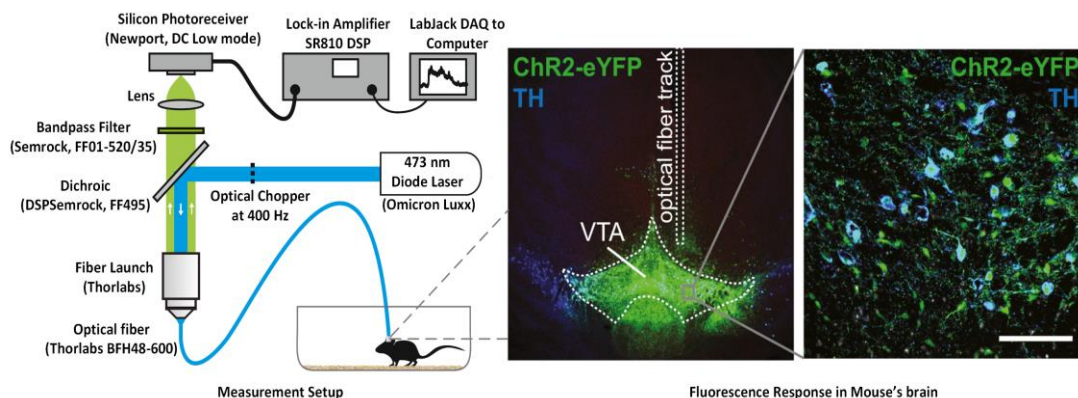 Silicon Photoreceiver
(Newport, DC Low mode)
Lock-in Amplifier
SR810 DSP
LabJack DAQ to
Computer
Lens
Bandpass Filter
(Semrock, FF01-520/35)
Dichroic
(DSPSemrock, FF495)
Optical Chopper
at 400 Hz
473 nm
Diode Laser
(Omicron Luxx)
Fiber Launch
(Thorlabs)
Optical fiber
(Thorlabs BFH48-600)
Measurement Setup
ChR2-eYFP
TH
optical fiber track
VTA
ChR2-eYFP
TH
Fluorescence Response in Mouse's brain